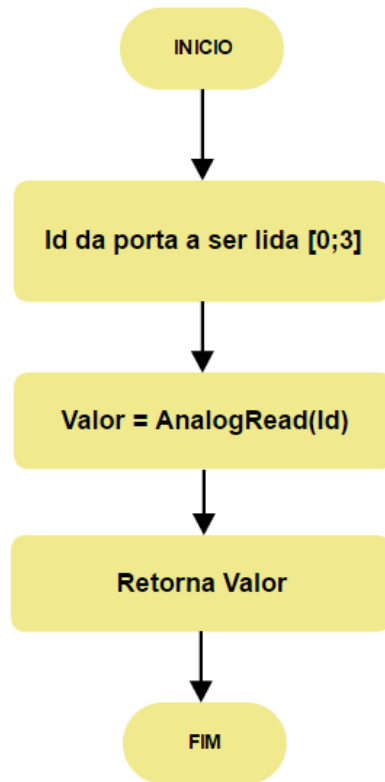 INICIO
Id da porta a ser lida [0;3]
Valor = AnalogRead(Id)
Retorna Valor
FIM